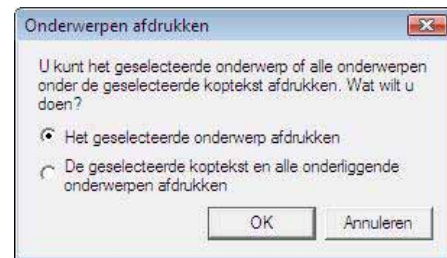 Onderwerpen afdrukken
U kunt het geselecteerde onderwerp of alle onderwerpen
onder de geselecteerde koptekst afdrukken. Wat wilt u
doen?
Het geselecteerde onderwerp afdrukken
De geselecteerde koptekst en alle onderliggende
onderwerpen afdrukken
OK Annuleren